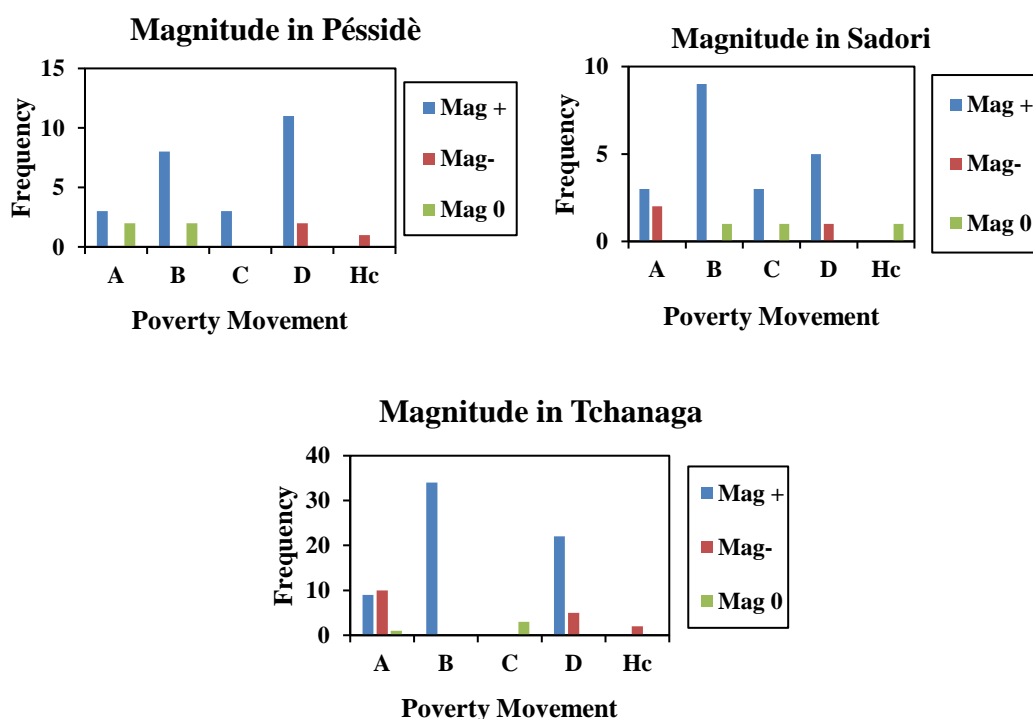 Magnitude in Péssidè
15
10
5
0
Frequency
A B C D Hc
Poverty Movement
Mag +
Mag-
Mag 0
Magnitude in Sadori
10
5
0
Frequency
A B C D Hc
Poverty Movement
Mag +
Mag-
Mag 0
Magnitude in Tchanaga
40
30
20
10
0
Frequency
A B C D Hc
Poverty Movement
Mag +
Mag-
Mag 0